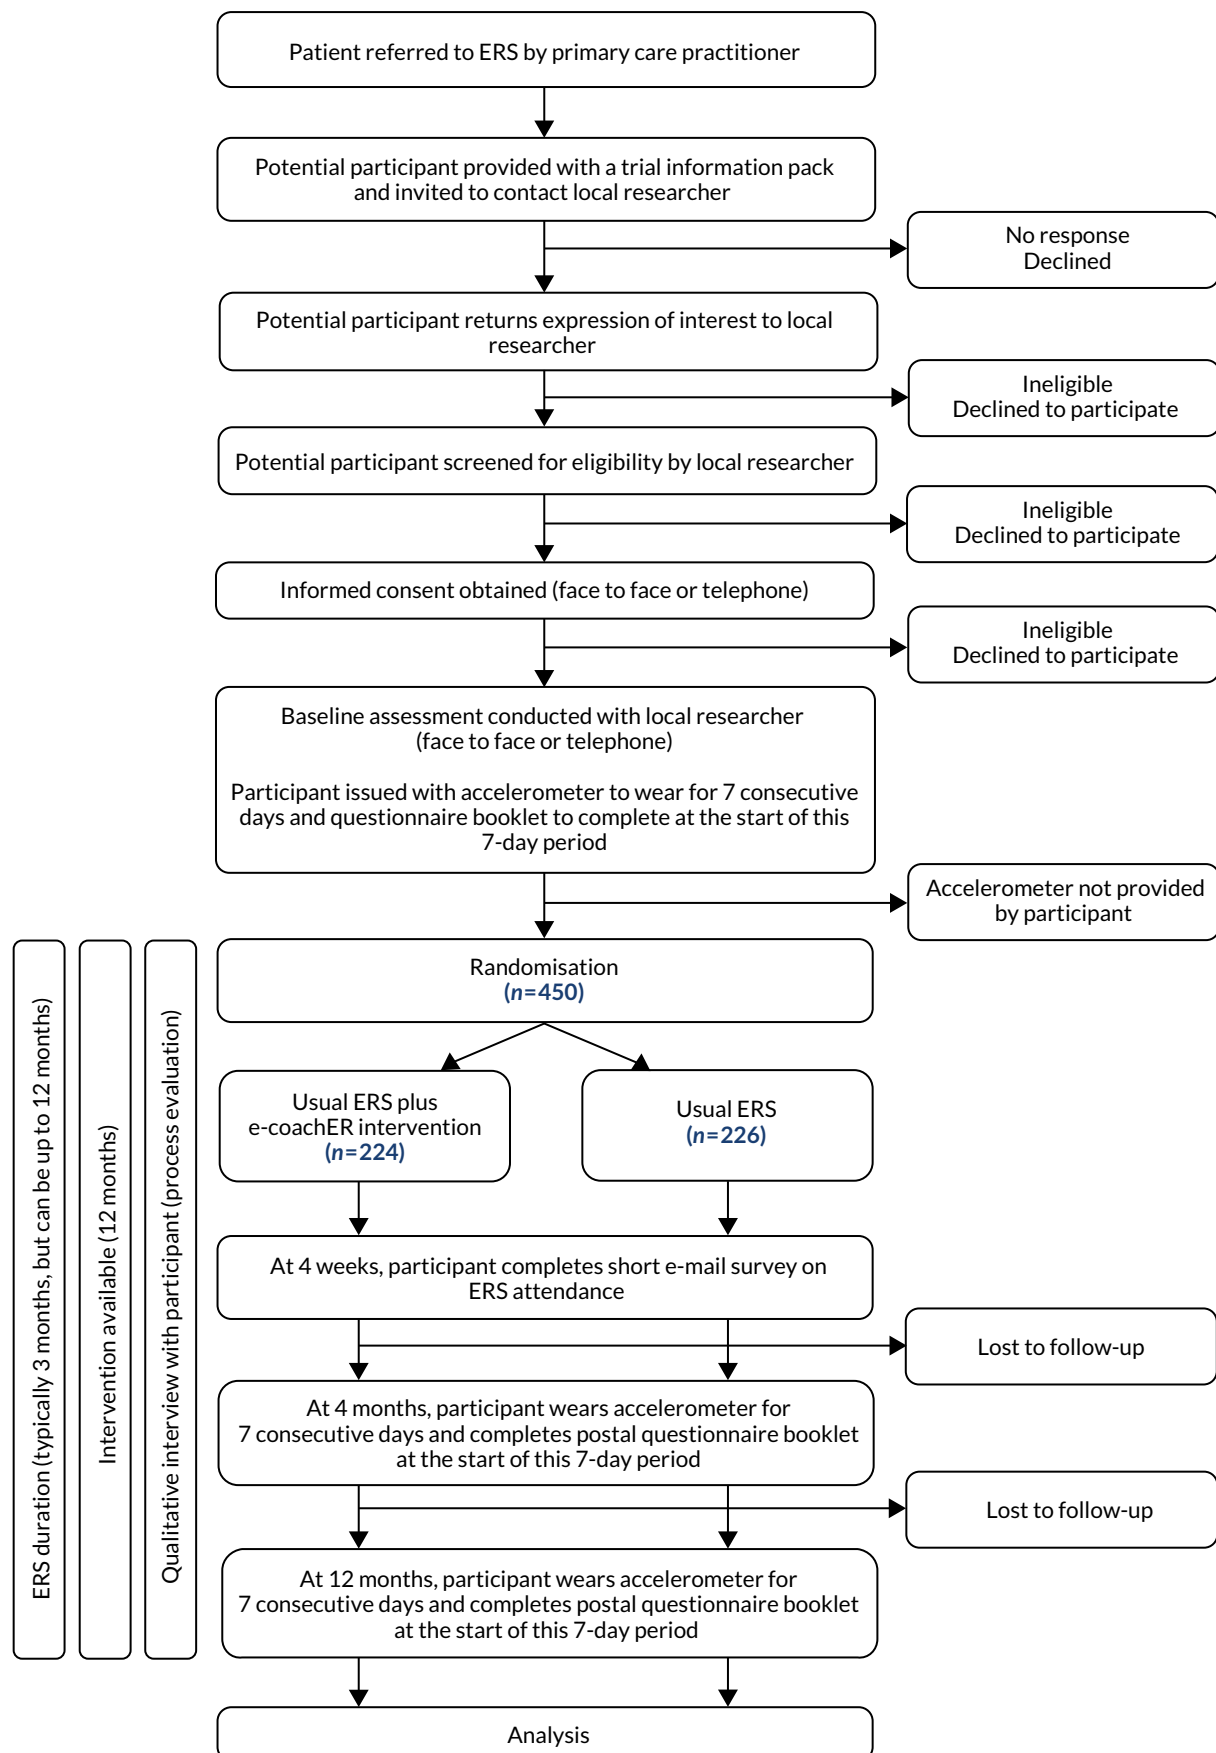 Patient referred to ERS by primary care practitioner
Potential participant provided with a trial information pack
and invited to contact local researcher
No response
Declined
Potential participant returns expression of interest to local
researcher
Ineligible
Declined to participate
Potential participant screened for eligibility by local researcher
Ineligible
Declined to participate
Informed consent obtained (face to face or telephone)
Ineligible
Declined to participate
Baseline assessment conducted with local researcher
(face to face or telephone)
Participant issued with accelerometer to wear for 7 consecutive
days and questionnaire booklet to complete at the start of this
7-day period
Accelerometer not provided
by participant
ERS duration (typically 3 months, but can be up to 12 months)
Intervention available (12 months)
Qualitative interview with participant (process evaluation)
Randomisation
(n=450)
Usual ERS plus
e-coachER intervention
(n=224)
Usual ERS
(n=226)
At 4 weeks, participant completes short e-mail survey on
ERS attendance
Lost to follow-up
At 4 months, participant wears accelerometer for
7 consecutive days and completes postal questionnaire booklet
at the start of this 7-day period
Lost to follow-up
At 12 months, participant wears accelerometer for
7 consecutive days and completes postal questionnaire booklet
at the start of this 7-day period
Analysis